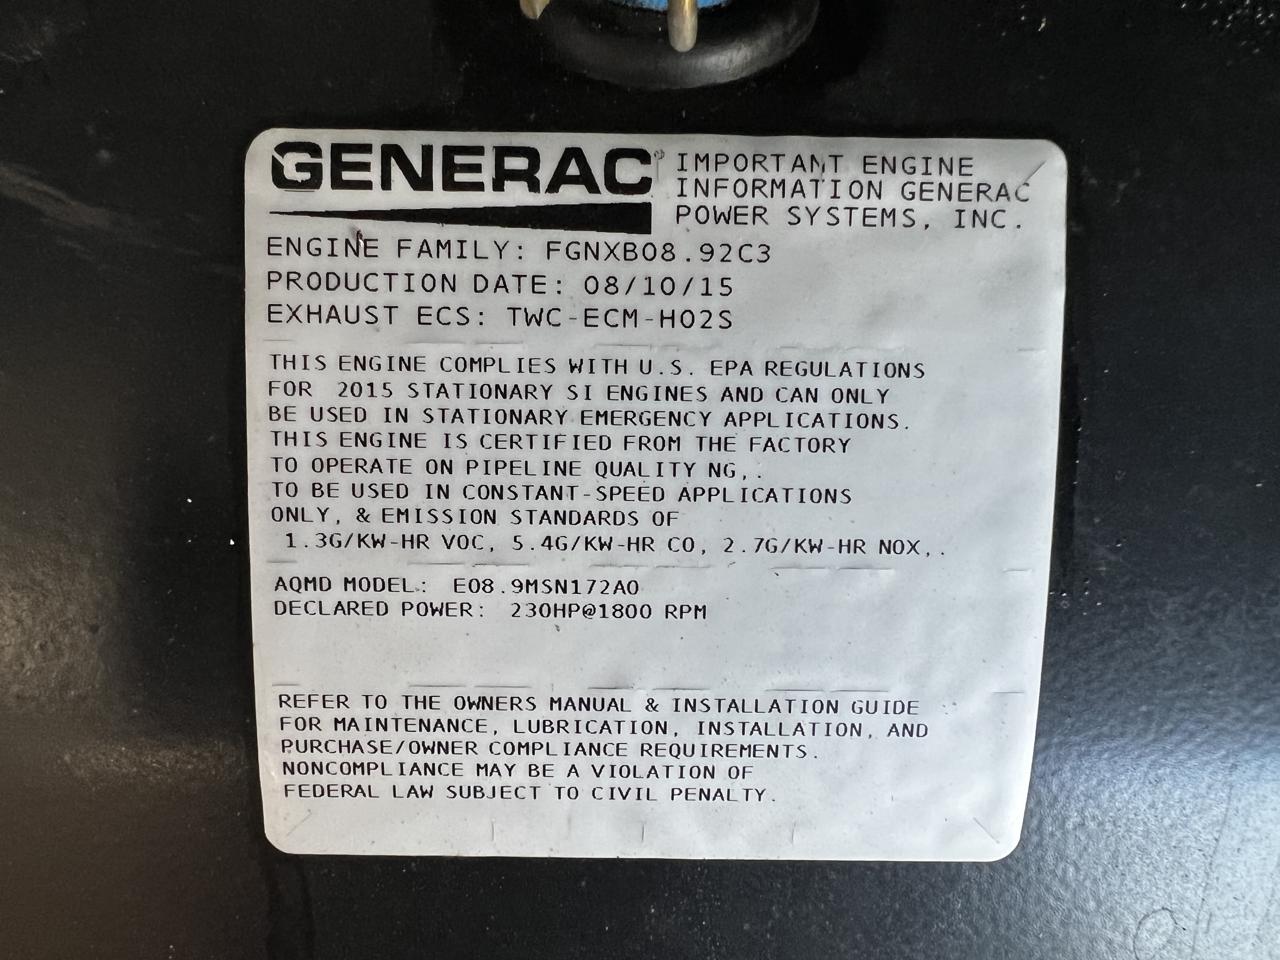 GENERAC
IMPORTANT ENGINE
INFORMATION GENERAC
POWER SYSTEMS, INC.
ENGINE FAMILY: FGNXB08.92C3
PRODUCTION DATE: 08/10/15
EXHAUST ECS: TWC-ECM-HO2S
THIS ENGINE COMPLIES WITH U.S. EPA REGULATIONS
FOR 2015 STATIONARY SI ENGINES AND CAN ONLY
BE USED IN STATIONARY EMERGENCY APPLICATIONS.
THIS ENGINE IS CERTIFIED FROM THE FACTORY
TO OPERATE ON PIPELINE QUALITY NG,.
TO BE USED IN CONSTANT-SPEED APPLICATIONS
ONLY, & EMISSION STANDARDS OF
1.3G/KW-HR VOC, 5.4G/KW-HR CO, 2.7G/KW-HR NOX,.
AQMD MODEL: E08.9MSN172A0
DECLARED POWER: 230HP@1800 RPM
REFER TO THE OWNERS MANUAL & INSTALLATION GUIDE
FOR MAINTENANCE, LUBRICATION, INSTALLATION, AND
PURCHASE/OWNER COMPLIANCE REQUIREMENTS.
NONCOMPLIANCE MAY BE A VIOLATION OF
FEDERAL LAW SUBJECT TO CIVIL PENALTY.